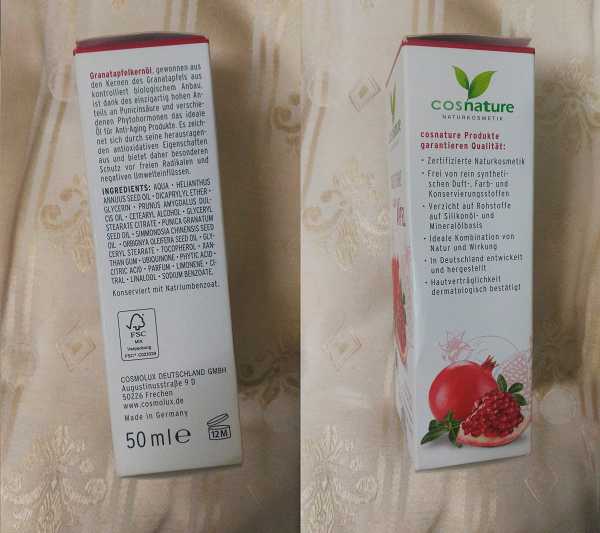 Granatapfelkernöl, gewonnen aus
den Kernen des Granatapfels aus
kontrolliert biologischem Anbau,
ist dank des einzigartig hohen An-
teils an Punicinsäure und verschie-
denen Phytohormonen das ideale
Öl für Anti-Aging Produkte. Es zeich-
net sich durch seine herausragen-
den antioxidativen Eigenschaften
aus und bietet daher besonderen
Schutz vor freien Radikalen und
negativen Umwelteinflüssen.
INGREDIENTS: AQUA • HELIANTHUS
ANNUUS SEED OIL • DICAPRYLYL ETHER •
GLYCERIN • PRUNUS AMYGDALUS DUL-
CIS OIL • CETEARYL ALCOHOL • GLYCERYL
STEARATE CITRATE • PUNICA GRANATUM
SEED OIL • SIMMONDSIA CHINENSIS SEED
OIL • ORBIGNYA OLEIFERA SEED OIL • GLY-
CERYL STEARATE • TOCOPHEROL • XAN-
THAN GUM • UBIQUINONE • PHYTIC ACID •
CITRIC ACID • PARFUM • LIMONENE • CI-
TRAL • LINALOOL • SODIUM BENZOATE.
Konserviert mit Natriumbenzoat.
FSC
MIX
Verpackung
COSMOLUX DEUTSCHLAND GMBH
Augustinusstraße 9 D
50226 Frechen
www.cosmolux.de
Made in Germany
50 ml e
12M
cosnature
NATURKOSMETIK
cosnature Produkte
garantieren Qualität:
• Zertifizierte Naturkosmetik
• Frei von rein syntheti-
schen Duft-, Farb- und
Konservierungsstoffen
• Verzicht auf Rohstoffe
auf Silikonöl- und
Mineralölbasis
• Ideale Kombination von
Natur und Wirkung
• In Deutschland entwickelt
und hergestellt
• Hautverträglichkeit
dermatologisch bestätigt